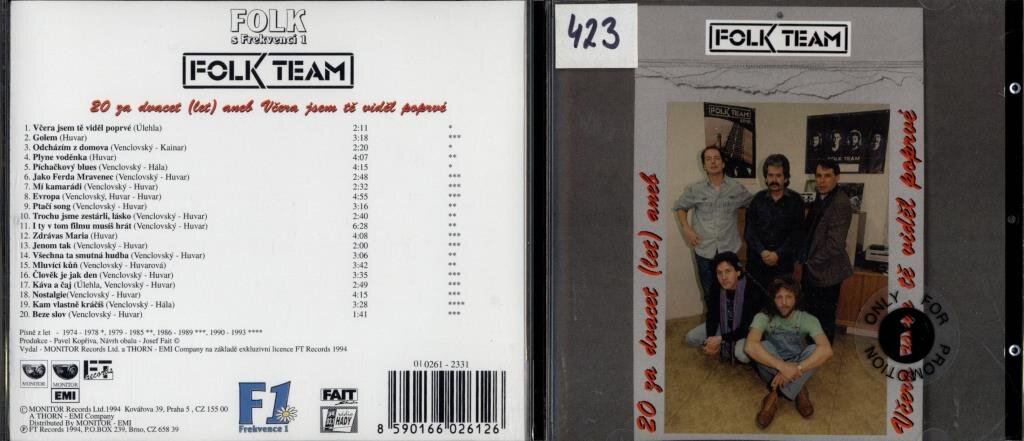 FOLK
s Frekvencí 1
FOLK TEAM
20 za dvacet (let) aneb Včera jsem tě viděl poprvé
1. Včera jsem tě viděl poprvé (Úlehla) 2:11 *
2. Golem (Huvar) 3:18 ***
3. Odcházím z domova (Venclovský - Kainar) 2:20 *
4. Plyne voděnka (Huvar) 4:07 **
5. Píchačkový blues (Venclovský - Hála) 4:15 *
6. Jako Ferda Mravenec (Venclovský - Huvar) 2:48 ***
7. Mí kamarádi (Venclovský - Huvar) 2:32 ***
8. Evropa (Venclovský, Huvar - Huvar) 4:55 ***
9. Ptačí song (Venclovský - Huvar) 3:16 **
10. Trochu jsme zestárli, lásko (Venclovský - Huvar) 2:40 **
11. I ty v tom filmu musíš hrát (Venclovský - Huvar) 6:28 **
12. Zdrávas Maria (Huvar) 4:08 ***
13. Jenom tak (Huvar) 2:00 ***
14. Všechna ta smutná hudba (Venclovský - Huvar) 3:06 **
15. Mluvící kůň (Venclovský - Huvarová) 3:42 **
16. Člověk je jak den (Venclovský - Huvar) 3:35 ***
17. Káva a čaj (Úlehla, Venclovský - Huvar) 2:49 ***
18. Nostalgie(Venclovský - Huvar) 4:15 ***
19. Kam vlastně kráčíš (Venclovský - Hála) 3:28 ****
20. Beze slov (Huvar) 1:41 ***
Písně z let - 1974 - 1978 *, 1979 - 1985 **, 1986 - 1989 ***, 1990 - 1993 ****
Produkce - Pavel Kopřiva, Návrh obalu - Josef Fait ©
Vydal - MONITOR Records Ltd. a THORN - EMI Company na základě exkluzivní licence FT Records 1994
01 0261 - 2331
MONITOR
MONITOR
EMI
FT
records
F1
Frekvence 1
FAIT
rádio
HADY
© MONITOR Records Ltd.1994 Kovářova 39, Praha 5 , CZ 155 00
A THORN - EMI Company
Distributed By MONITOR - EMI
℗ FT Records 1994, P.O.BOX 239, Brno, CZ 658 39
8 590166 026126
423
FOLK TEAM
FOLK TEAM
FOLK TEAM
20 za dvacet (let) aneb
Včera jsem tě viděl poprvé
ONLY FOR PROMOTION